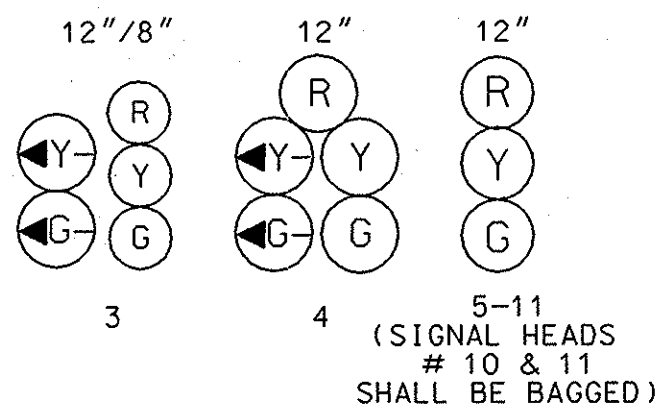 12"/8" 12" 12"
R R R
Y Y Y Y Y
G G G G G
3 4 5-11
(SIGNAL HEADS
# 10 & 11
SHALL BE BAGGED)